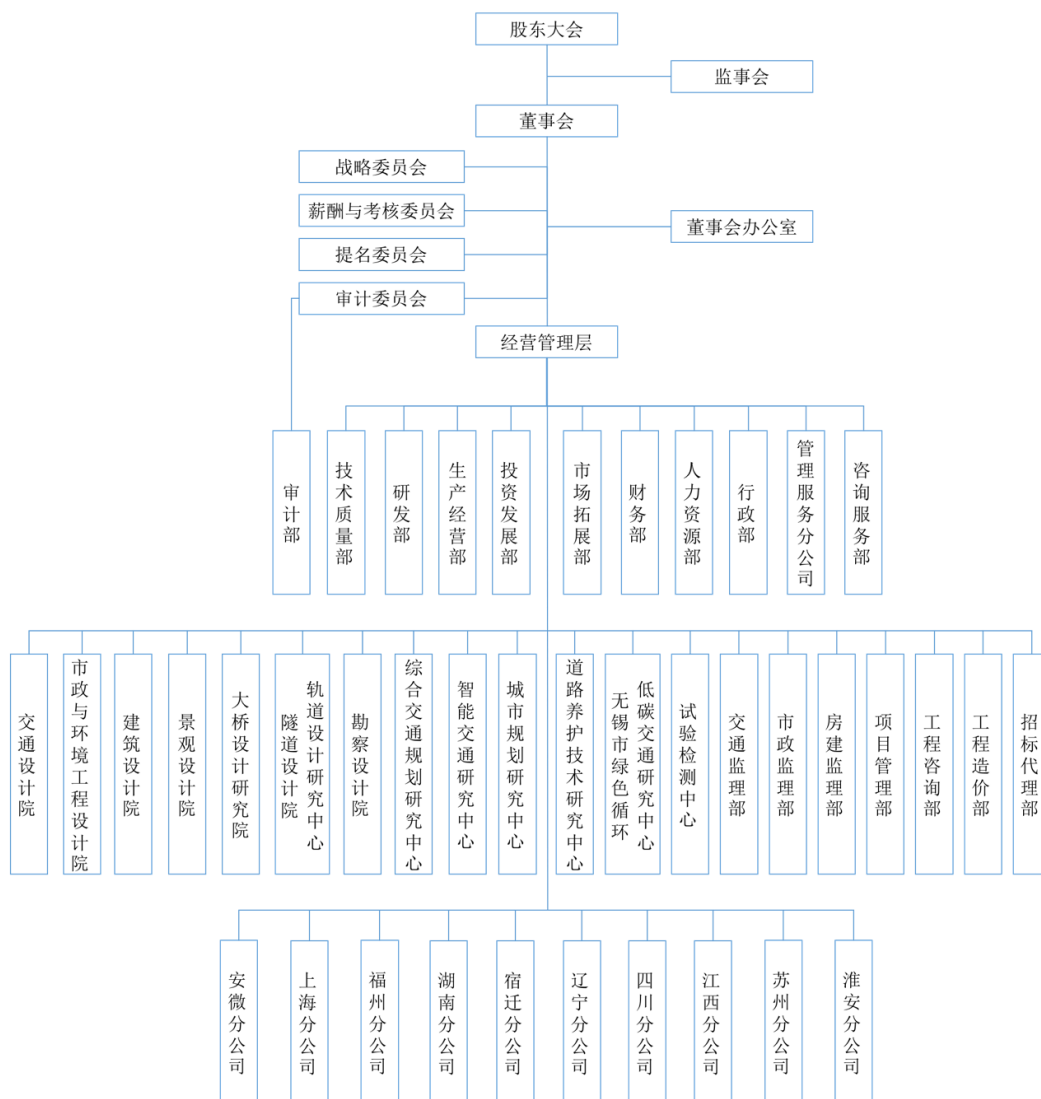 股东大会
监事会
董事会
战略委员会
薪酬与考核委员会
董事会办公室
提名委员会
审计委员会
经营管理层
审计部
技术质量部
研发部
生产经营部
投资发展部
市场拓展部
财务部
人力资源部
行政部
管理服务分公司
咨询服务部
交通设计院
市政与环境工程设计院
建筑设计院
景观设计院
大桥设计研究院
轨道设计研究中心
隧道设计院
勘察设计院
综合交通规划研究中心
智能交通研究中心
城市规划研究中心
道路养护技术研究中心
低碳交通研究中心
无锡市绿色循环
试验检测中心
交通监理部
市政监理部
房建监理部
项目管理部
工程咨询部
工程造价部
招标代理部
安微分公司
上海分公司
福州分公司
湖南分公司
宿迁分公司
辽宁分公司
四川分公司
江西分公司
苏州分公司
淮安分公司